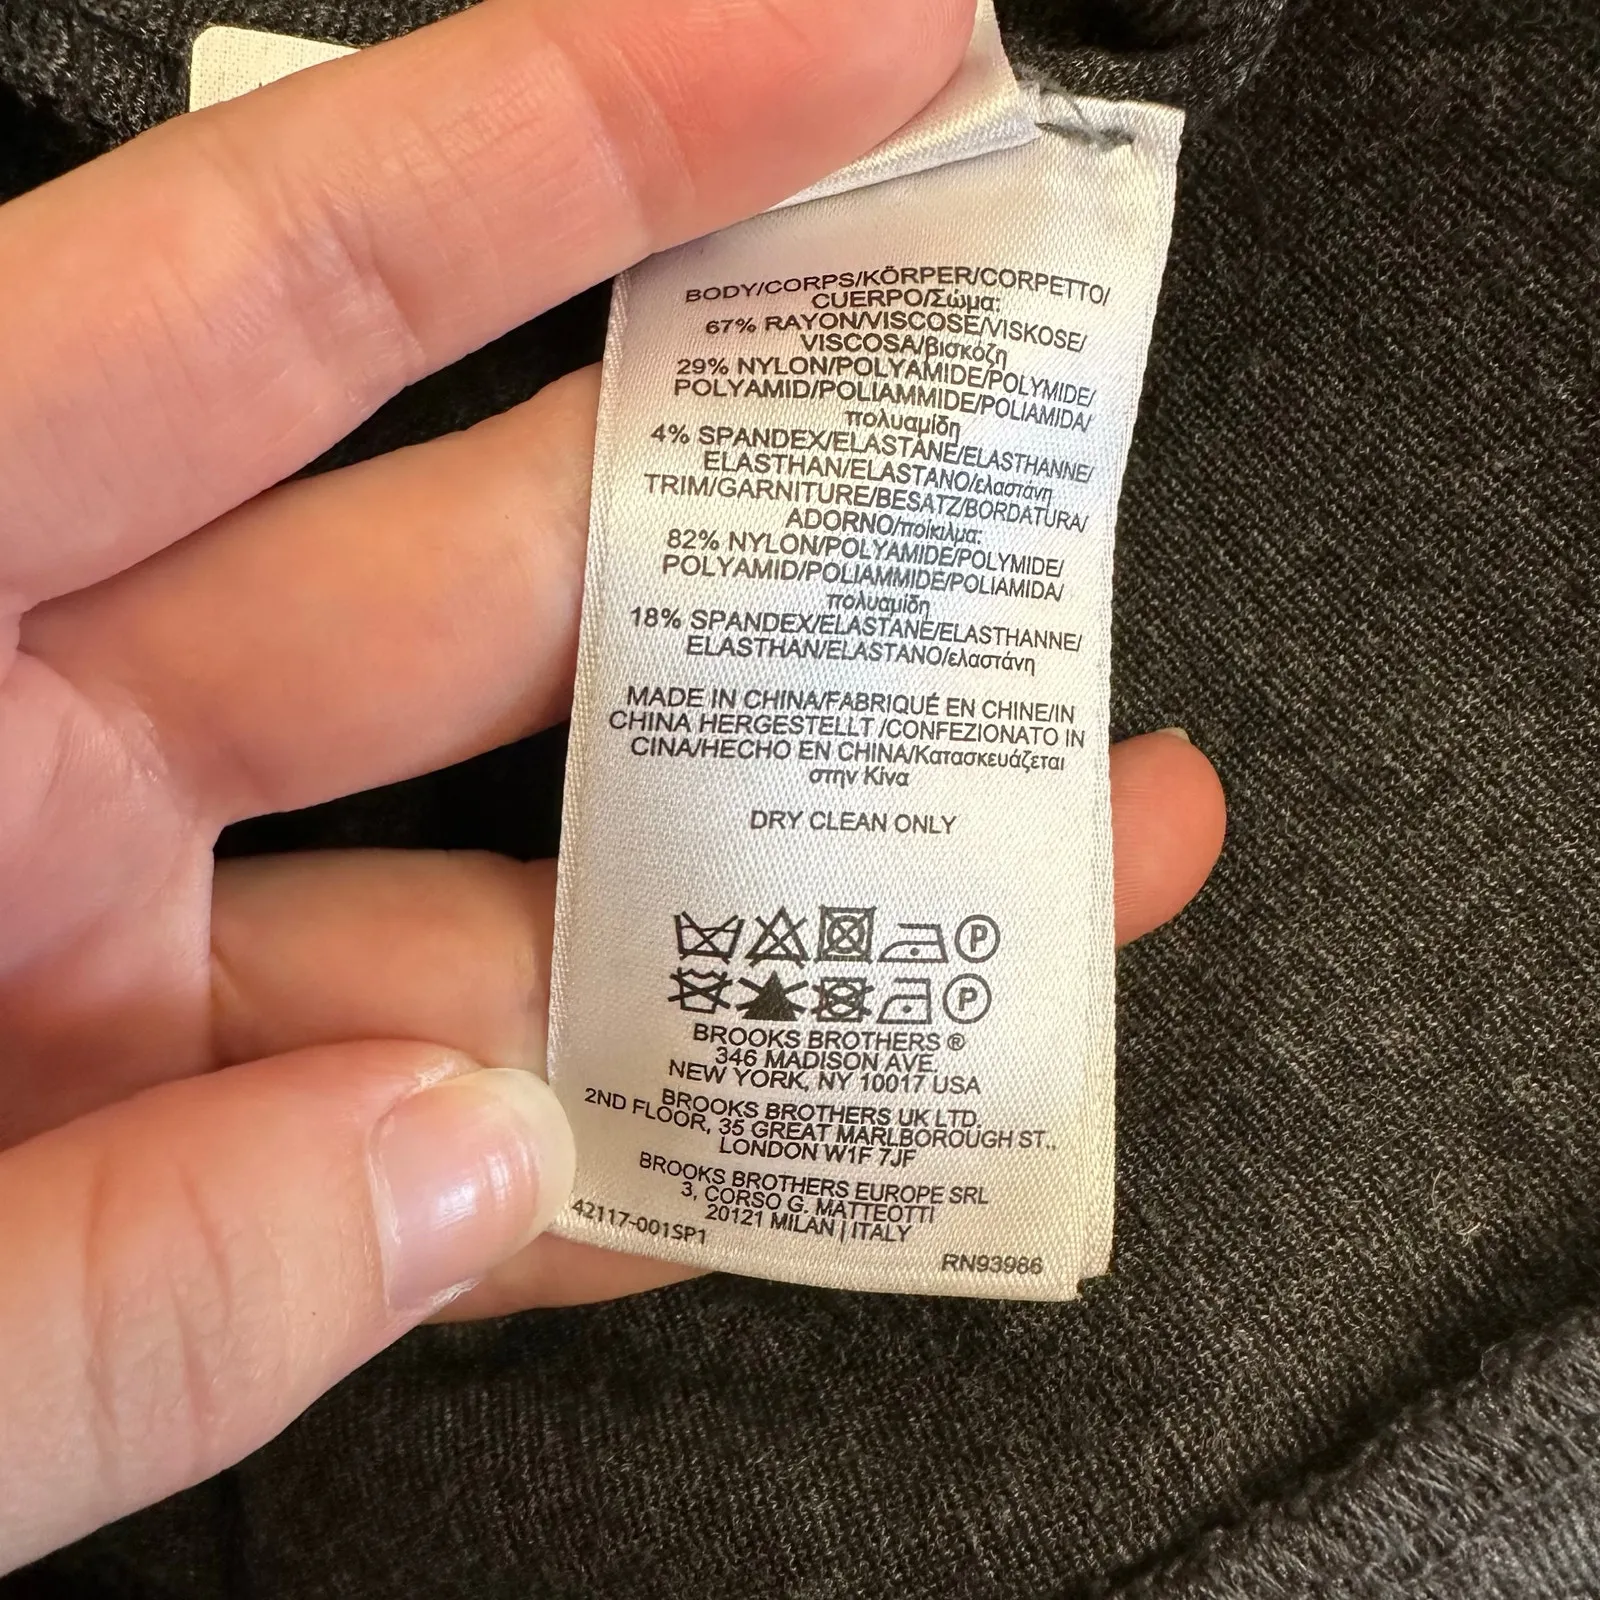 BODY/CORPS/KÖRPER/CORPETTO/
CUERPO/Σώμα:
67% RAYON/VISCOSE/VISKOSE/
VISCOSA/βισκόζη
29% NYLON/POLYAMIDE/POLYMIDE/
POLYAMID/POLIAMMIDE/POLIAMIDA/
πολυαμίδη
4% SPANDEX/ELASTANE/ELASTHANNE/
ELASTHAN/ELASTANO/ελαστάνη
TRIM/GARNITURE/BESATZ/BORDATURA/
ADORNO/ποίκιλμα:
82% NYLON/POLYAMIDE/POLYMIDE/
POLYAMID/POLIAMMIDE/POLIAMIDA/
πολυαμίδη
18% SPANDEX/ELASTANE/ELASTHANNE/
ELASTHAN/ELASTANO/ελαστάνη
MADE IN CHINA/FABRIQUÉ EN CHINE/IN
CHINA HERGESTELLT /CONFEZIONATO IN
CINA/HECHO EN CHINA/Κατασκευάζεται
στην Κίνα
DRY CLEAN ONLY
P
P
BROOKS BROTHERS ®
346 MADISON AVE.
NEW YORK, NY 10017 USA
BROOKS BROTHERS UK LTD.
2ND FLOOR, 35 GREAT MARLBOROUGH ST.,
LONDON W1F 7JF
BROOKS BROTHERS EUROPE SRL
3, CORSO G. MATTEOTTI
20121 MILAN | ITALY
42117-001SP1
RN93986